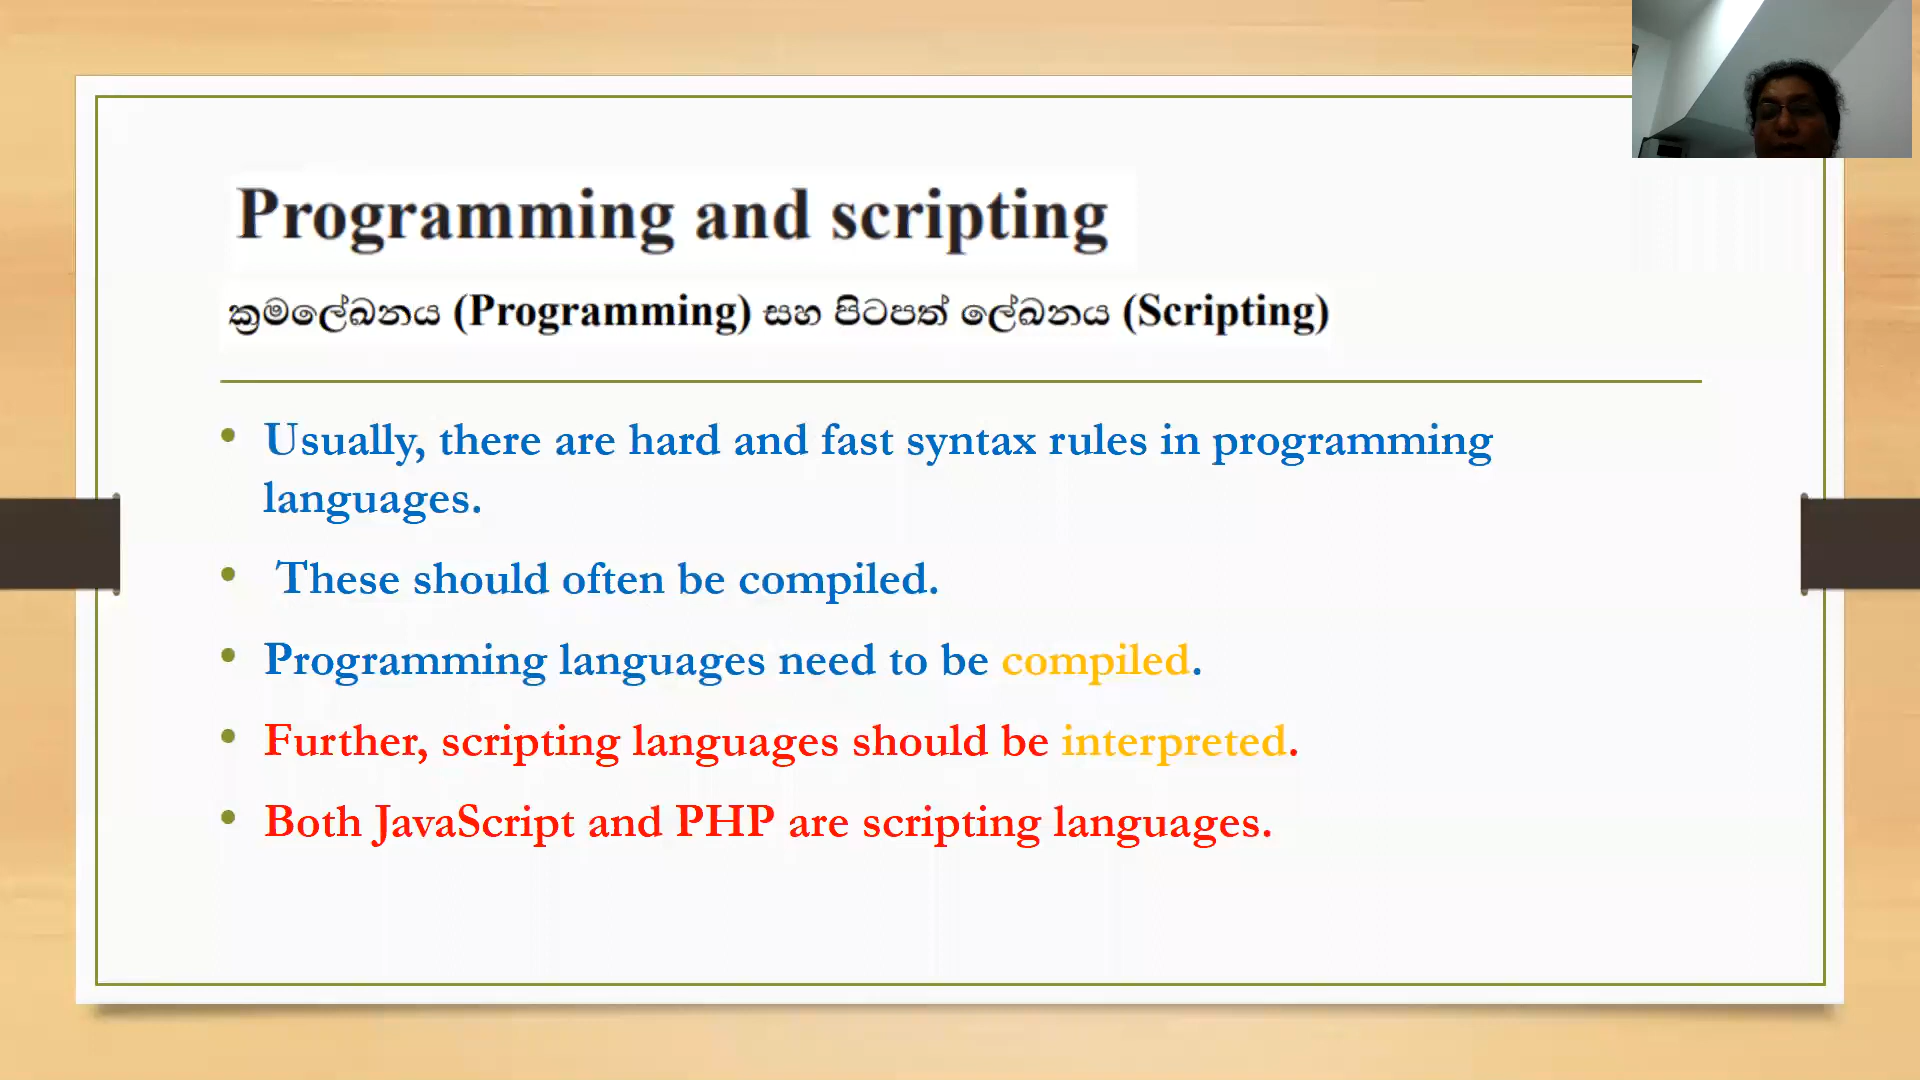 Programming and scripting
ක්‍රමලේඛනය (Programming) සහ පිටපත් ලේඛනය (Scripting)
• Usually, there are hard and fast syntax rules in programming
languages.
• These should often be compiled.
• Programming languages need to be compiled.
• Further, scripting languages should be interpreted.
• Both JavaScript and PHP are scripting languages.